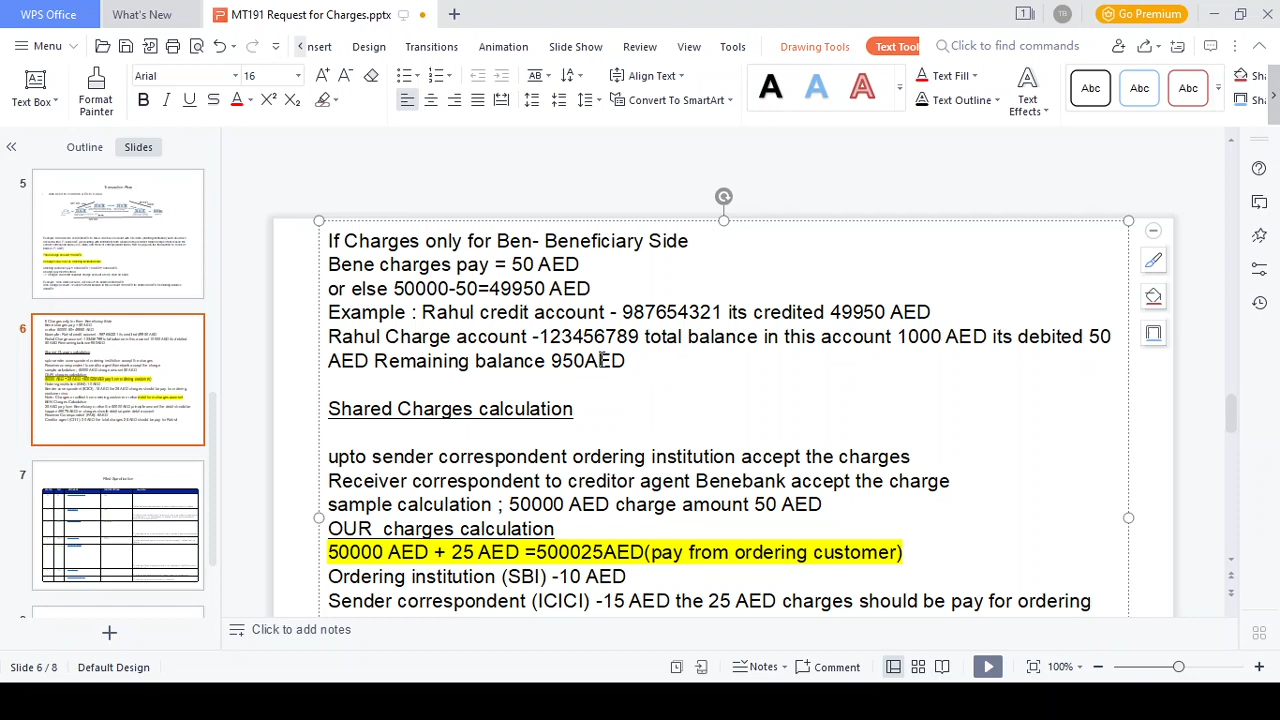 WPS Office
What's New
MT191 Request for Charges.pptx
1
TB
Go Premium
Menu
nsert
Design
Transitions
Animation
Slide Show
Review
View
Tools
Drawing Tools
Text Tool
Click to find commands
Text Box
Format Painter
Arial
16
Align Text
Convert To SmartArt
Text Fill
Text Outline
Text Effects
Abc
Abc
Abc
Sha
Sha
Outline
Slides
5
6
7
If Charges only for Ben- Beneficiary Side
Bene charges pay = 50 AED
or else 50000-50=49950 AED
Example : Rahul credit account - 987654321 its credited 49950 AED
Rahul Charge account -123456789 total balance in this account 1000 AED its debited 50
AED Remaining balance 950AED
Shared Charges calculation
upto sender correspondent ordering institution accept the charges
Receiver correspondent to creditor agent Benebank accept the charge
sample calculation ; 50000 AED charge amount 50 AED
OUR charges calculation
50000 AED + 25 AED =500025AED(pay from ordering customer)
Ordering institution (SBI) -10 AED
Sender correspondent (ICICI) -15 AED the 25 AED charges should be pay for ordering
Click to add notes
Slide 6 / 8
Default Design
Notes
Comment
100%